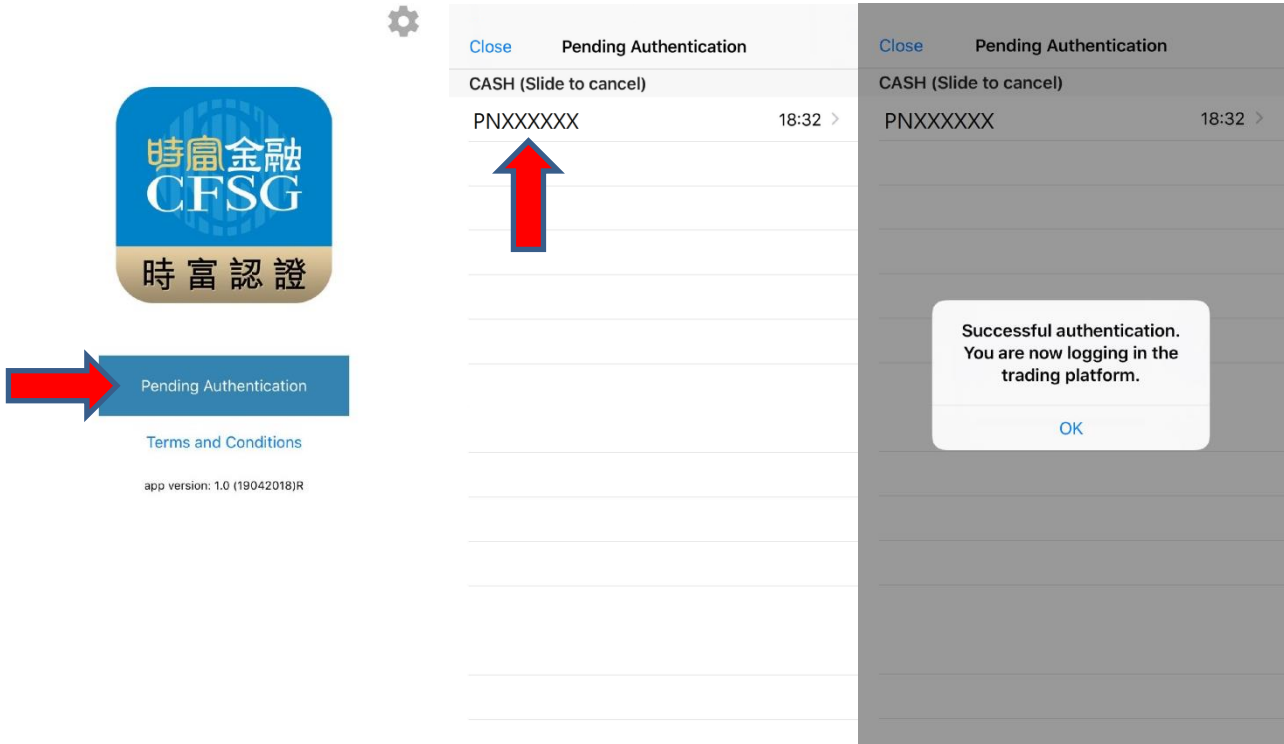 時富金融
CFSG
時富認證
Pending Authentication
Terms and Conditions
app version: 1.0 (19042018)R
Close Pending Authentication
CASH (Slide to cancel)
PNXXXXXX 18:32
Close Pending Authentication
CASH (Slide to cancel)
PNXXXXXX 18:32
Successful authentication.
You are now logging in the
trading platform.
OK